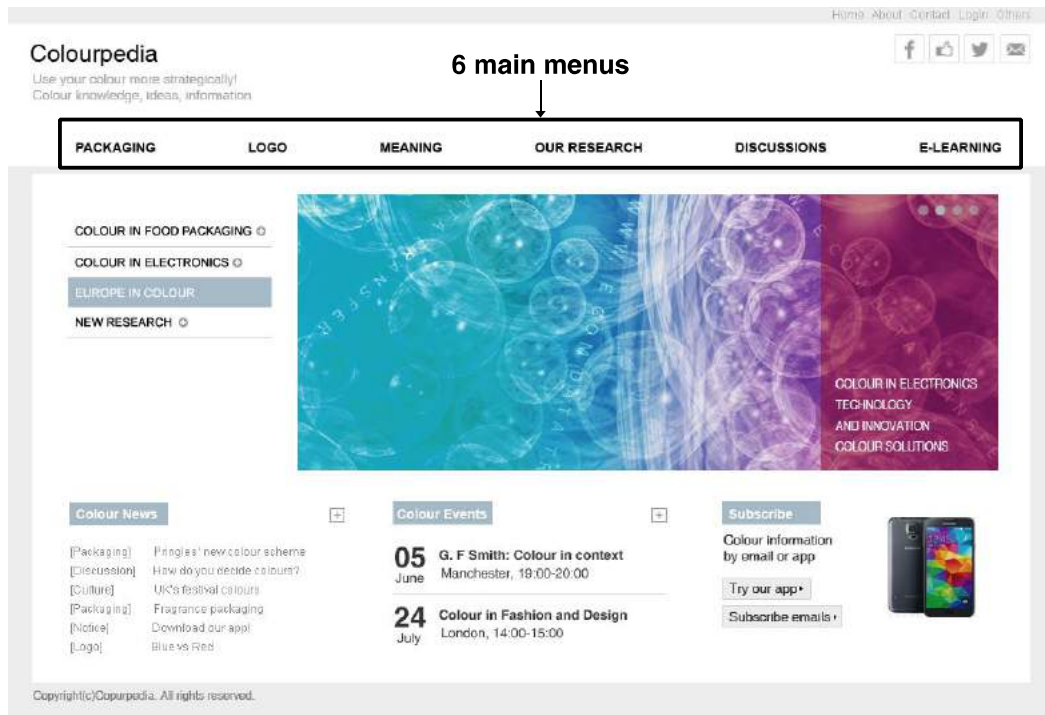 Home About Contact Login Others
Colourpedia
Use your colour more strategically!
Colour knowledge, ideas, information
6 main menus
PACKAGING LOGO MEANING OUR RESEARCH DISCUSSIONS E-LEARNING
COLOUR IN FOOD PACKAGING
COLOUR IN ELECTRONICS
EUROPE IN COLOUR
NEW RESEARCH
COLOUR IN ELECTRONICS
TECHNOLOGY
AND INNOVATION
COLOUR SOLUTIONS
Colour News
[Packaging] Pringles' new colour scheme
[Discussion] How do you decide colours?
[Culture] UK's festival colours
[Packaging] Fragrance packaging
[Notice] Download our app!
[Logo] Blue vs Red
Colour Events
05 June G. F Smith: Colour in context
Manchester, 19:00-20:00
24 July Colour in Fashion and Design
London, 14:00-15:00
Subscribe
Colour information
by email or app
Try our app
Subscribe emails
Copyright(c)Copurpedia. All rights reserved.